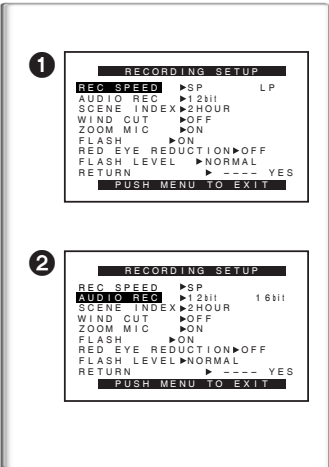 1
RECORDING SETUP
REC SPEED ▶SP LP
AUDIO REC ▶12bit
SCENE INDEX▶2HOUR
WIND CUT ▶OFF
ZOOM MIC ▶ON
FLASH ▶ON
RED EYE REDUCTION▶OFF
FLASH LEVEL ▶NORMAL
RETURN ▶ ---- YES
PUSH MENU TO EXIT
2
RECORDING SETUP
REC SPEED ▶SP
AUDIO REC ▶12bit 16bit
SCENE INDEX▶2HOUR
WIND CUT ▶OFF
ZOOM MIC ▶ON
FLASH ▶ON
RED EYE REDUCTION▶OFF
FLASH LEVEL▶NORMAL
RETURN ▶ ---- YES
PUSH MENU TO EXIT